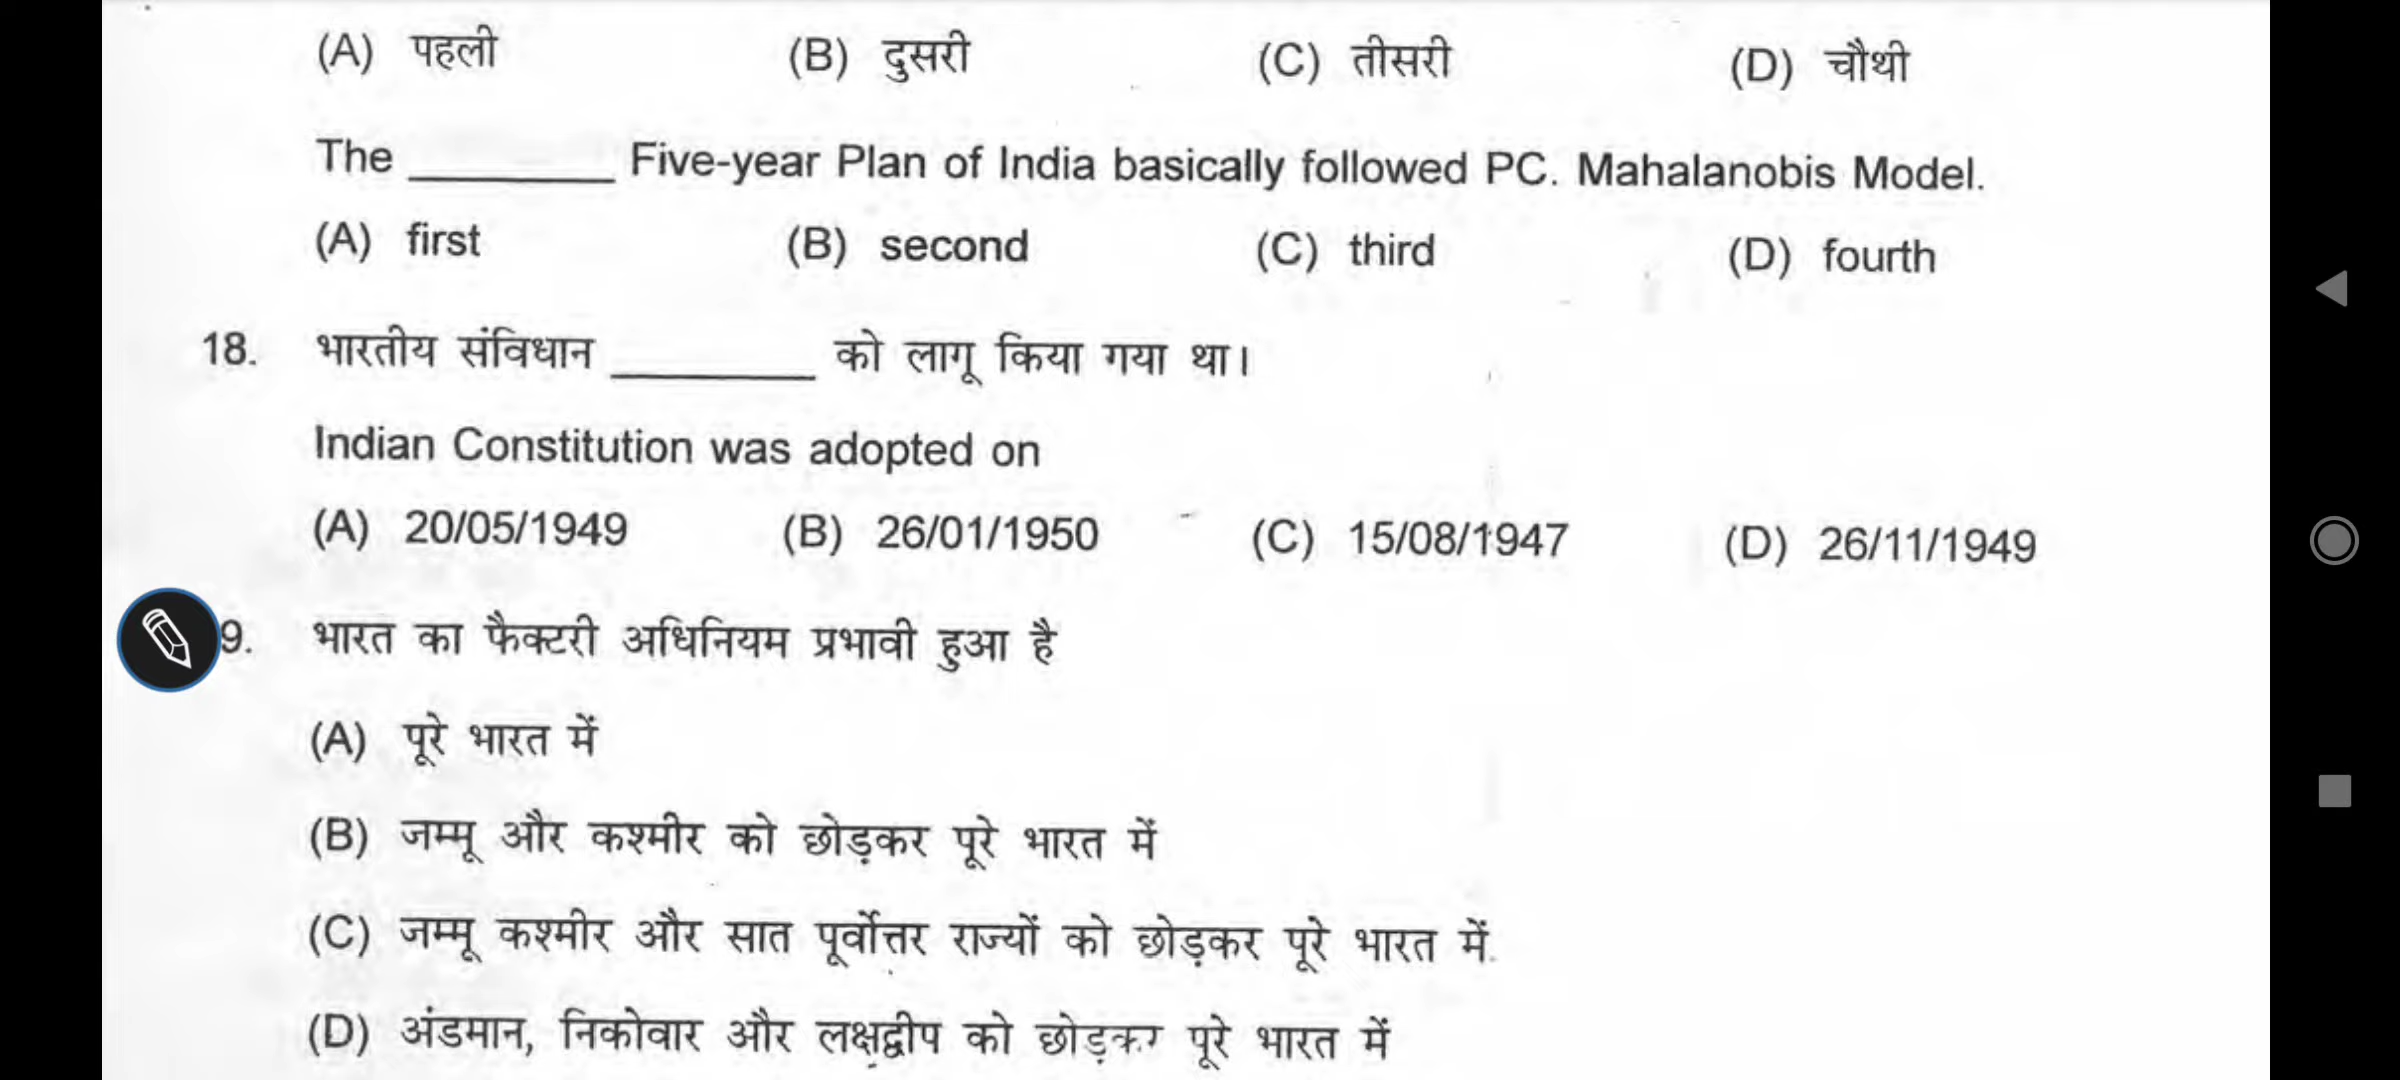 (A) पहली (B) दुसरी (C) तीसरी (D) चौथी
The ________ Five-year Plan of India basically followed PC. Mahalanobis Model.
(A) first (B) second (C) third (D) fourth
18. भारतीय संविधान ________ को लागू किया गया था।
Indian Constitution was adopted on
(A) 20/05/1949 (B) 26/01/1950 (C) 15/08/1947 (D) 26/11/1949
9. भारत का फैक्टरी अधिनियम प्रभावी हुआ है
(A) पूरे भारत में
(B) जम्मू और कश्मीर को छोड़कर पूरे भारत में
(C) जम्मू कश्मीर और सात पूर्वोत्तर राज्यों को छोड़कर पूरे भारत में
(D) अंडमान, निकोवार और लक्षद्वीप को छोड़कर पूरे भारत में